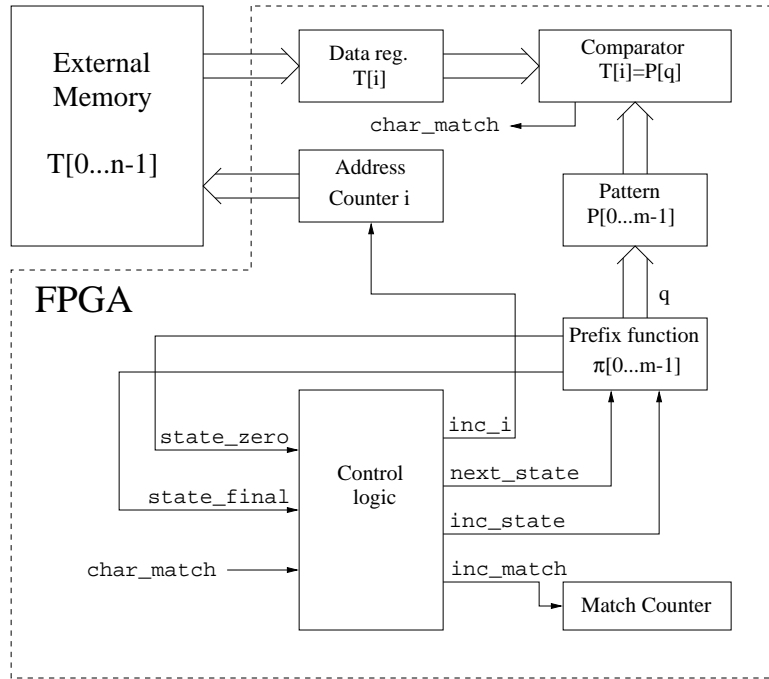 External
Memory
T[0...n-1]
Data reg.
T[i]
Comparator
T[i]=P[q]
char_match
Address
Counter i
Pattern
P[0...m-1]
FPGA
q
Prefix function
π[0...m-1]
state_zero
state_final
char_match
Control
logic
inc_i
next_state
inc_state
inc_match
Match Counter